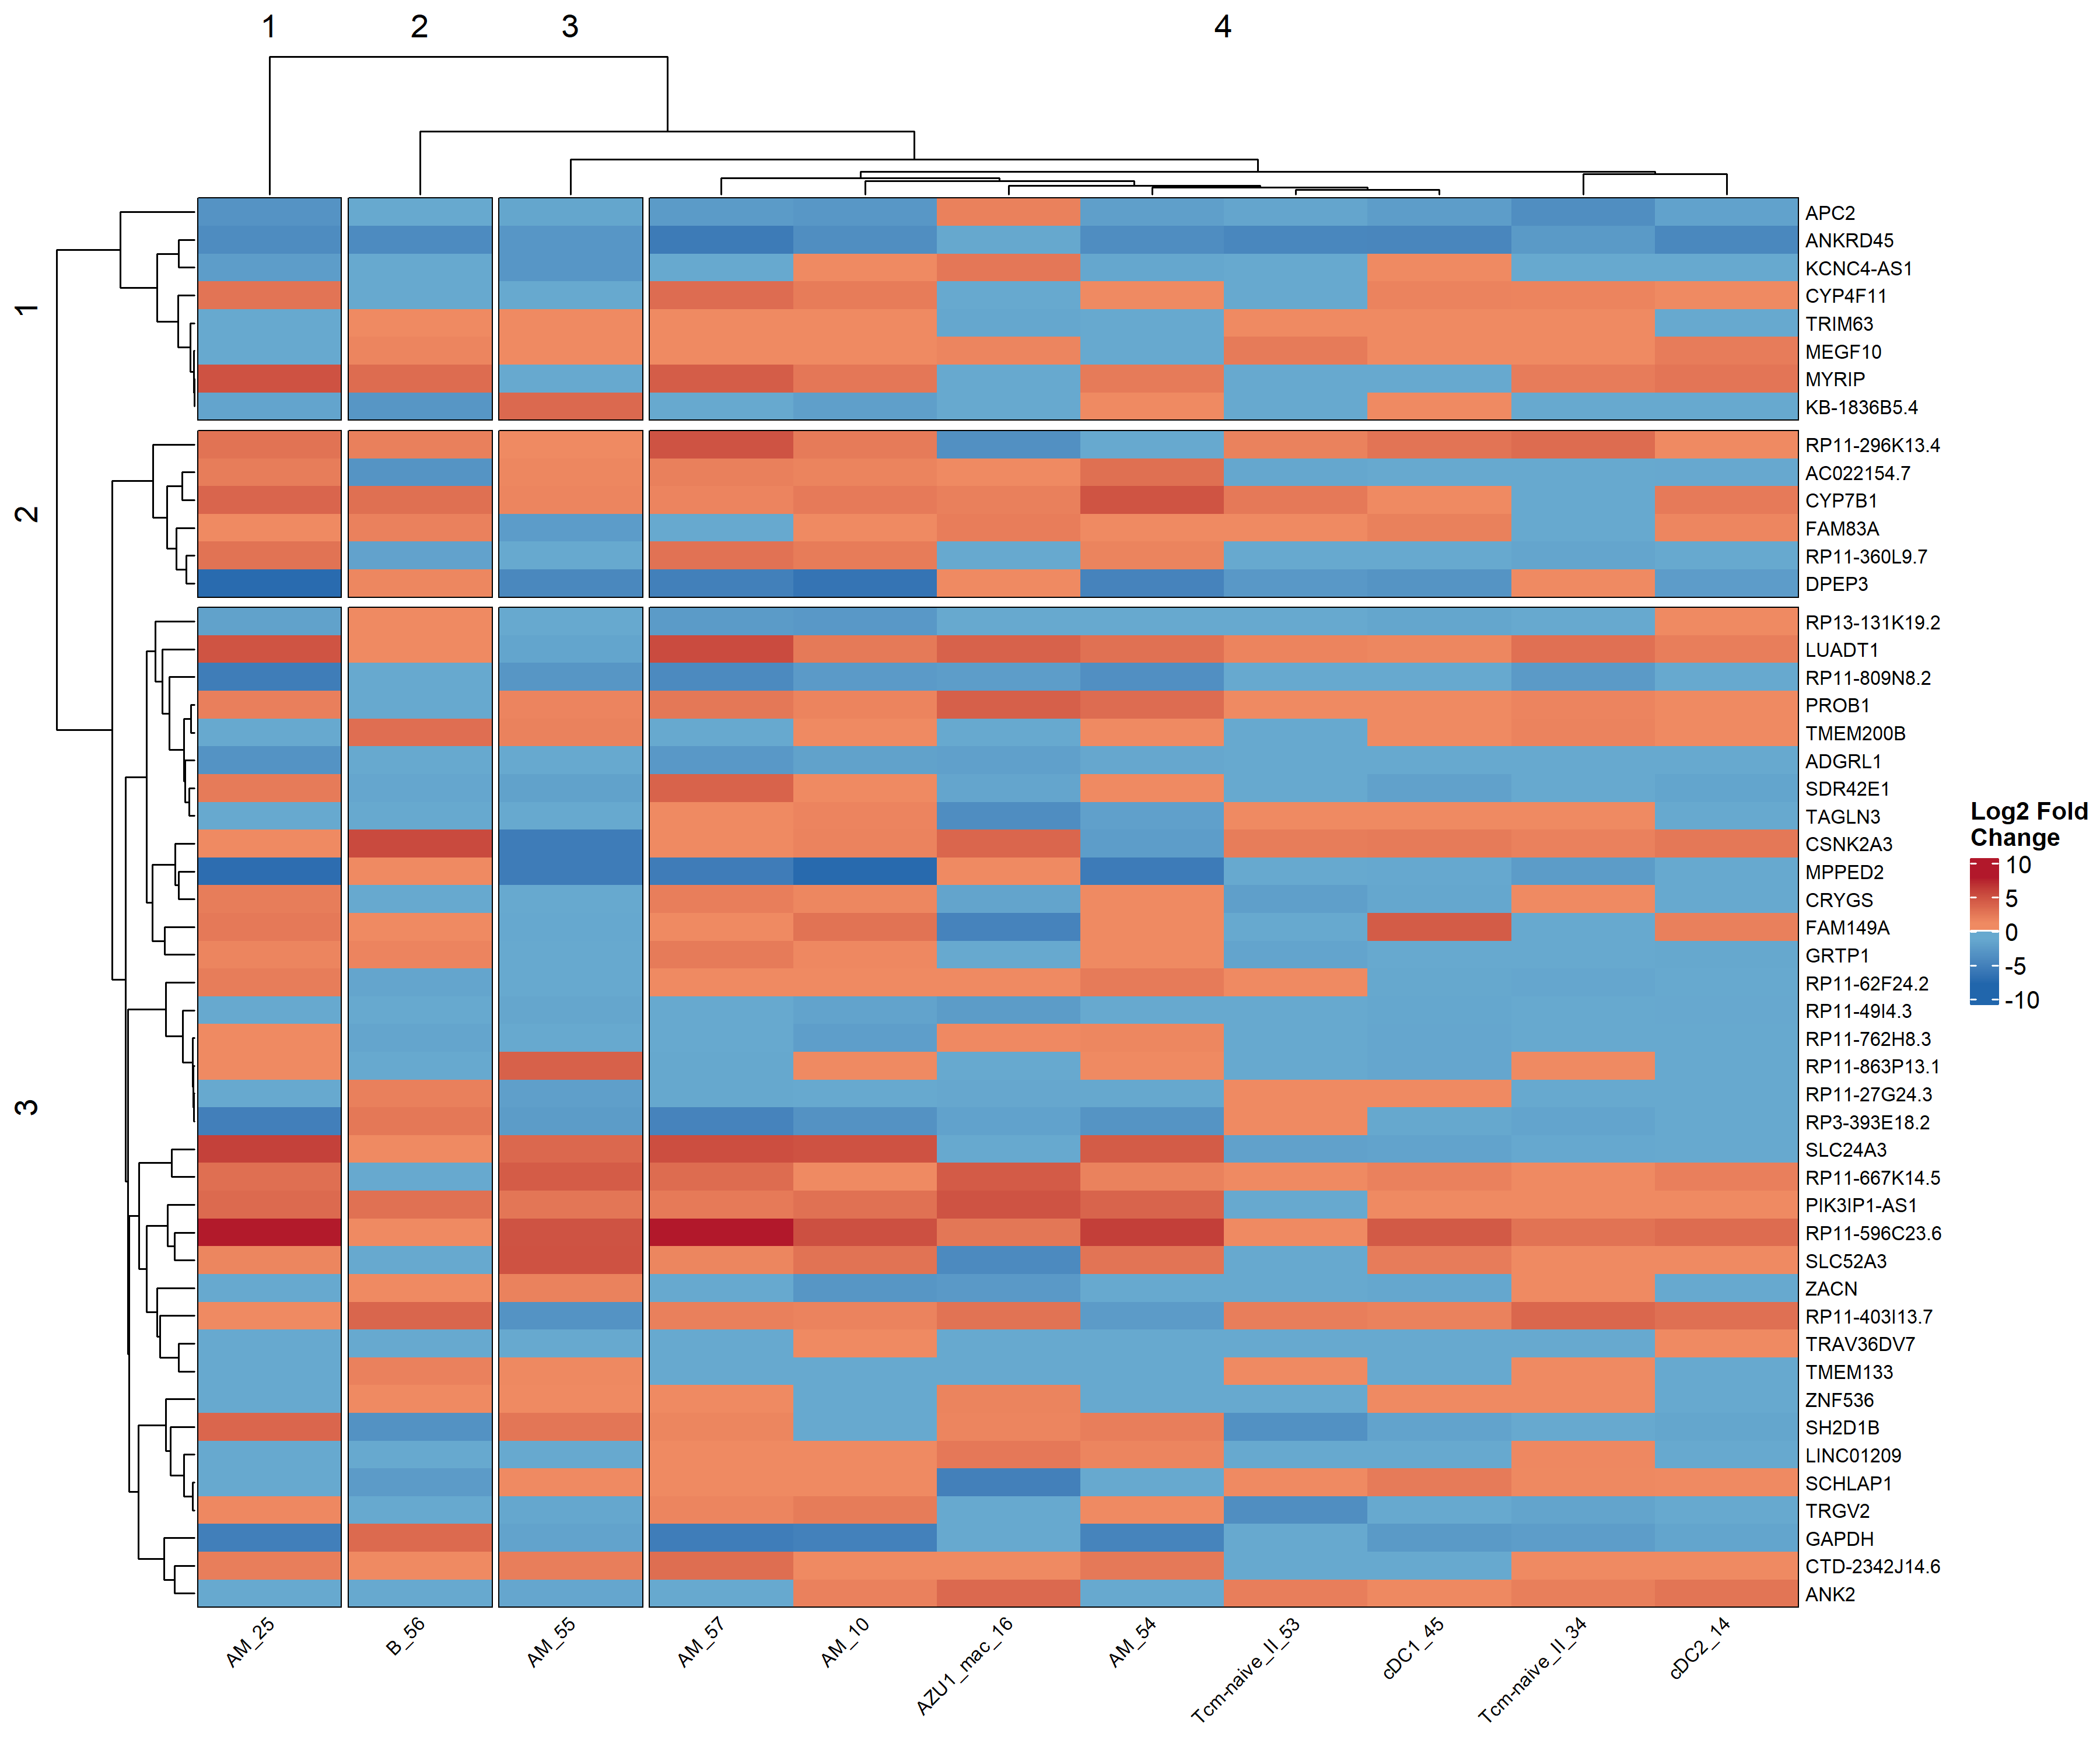 1 2 3 4
1
2
3
APC2
ANKRD45
KCNC4-AS1
CYP4F11
TRIM63
MEGF10
MYRIP
KB-1836B5.4
RP11-296K13.4
AC022154.7
CYP7B1
FAM83A
RP11-360L9.7
DPEP3
RP13-131K19.2
LUADT1
RP11-809N8.2
PROB1
TMEM200B
ADGRL1
SDR42E1
TAGLN3
CSNK2A3
MPPED2
CRYGS
FAM149A
GRTP1
RP11-62F24.2
RP11-49I4.3
RP11-762H8.3
RP11-863P13.1
RP11-27G24.3
RP3-393E18.2
SLC24A3
RP11-667K14.5
PIK3IP1-AS1
RP11-596C23.6
SLC52A3
ZACN
RP11-403I13.7
TRAV36DV7
TMEM133
ZNF536
SH2D1B
LINC01209
SCHLAP1
TRGV2
GAPDH
CTD-2342J14.6
ANK2
Log2 Fold
Change
10
5
0
-5
-10
AM_25
B_56
AM_55
AM_57
AM_10
AZU1_mac_16
AM_54
Tcm-naive_II_53
cDC1_45
Tcm-naive_II_34
cDC2_14